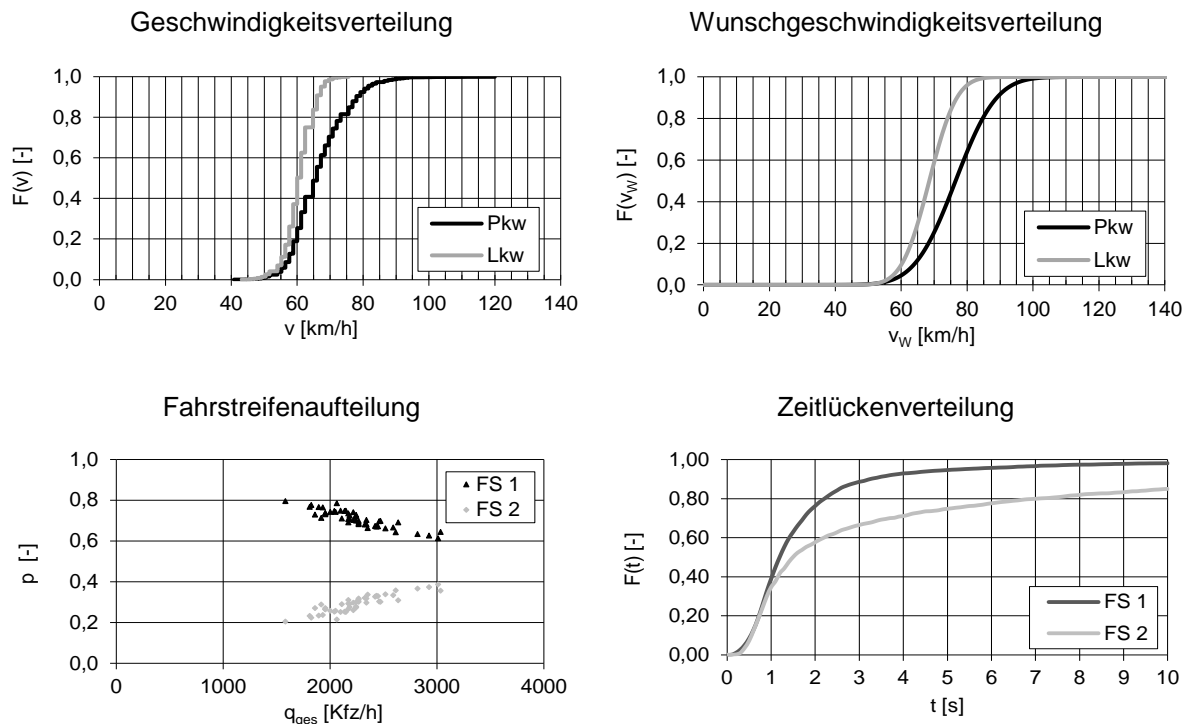 Geschwindigkeitsverteilung
F(v) [-]
1,0
0,8
0,6
0,4
0,2
0,0
Pkw
Lkw
0 20 40 60 80 100 120 140
v [km/h]
Wunschgeschwindigkeitsverteilung
F(vW) [-]
1,0
0,8
0,6
0,4
0,2
0,0
Pkw
Lkw
0 20 40 60 80 100 120 140
vW [km/h]
Fahrstreifenaufteilung
p [-]
1,0
0,8
0,6
0,4
0,2
0,0
FS 1
FS 2
0 1000 2000 3000 4000
qges [Kfz/h]
Zeitlückenverteilung
F(t) [-]
1,00
0,80
0,60
0,40
0,20
0,00
FS 1
FS 2
0 1 2 3 4 5 6 7 8 9 10
t [s]